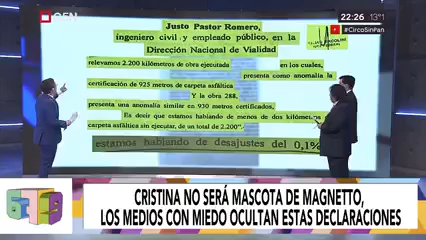 C5N
22:26 13°1
#CircoSinPan
Justo Pastor Romero,
ingeniero civil y empleado público, en la
Dirección Nacional de Vialidad
relevamos 2.200 kilómetros de obra ejecutada
en los cuales,
presenta como anomalía la
certificación de 925 metros de carpeta asfáltica
Y la obra 288,
presenta una anomalía similar en 930 metros certificados.
Es decir que estamos hablando de menos de dos kilómetros
carpeta asfáltica sin ejecutar, de un total de 2.200".
estamos hablando de desajustes del 0,1%
CRISTINA NO SERÁ MASCOTA DE MAGNETTO,
LOS MEDIOS CON MIEDO OCULTAN ESTAS DECLARACIONES